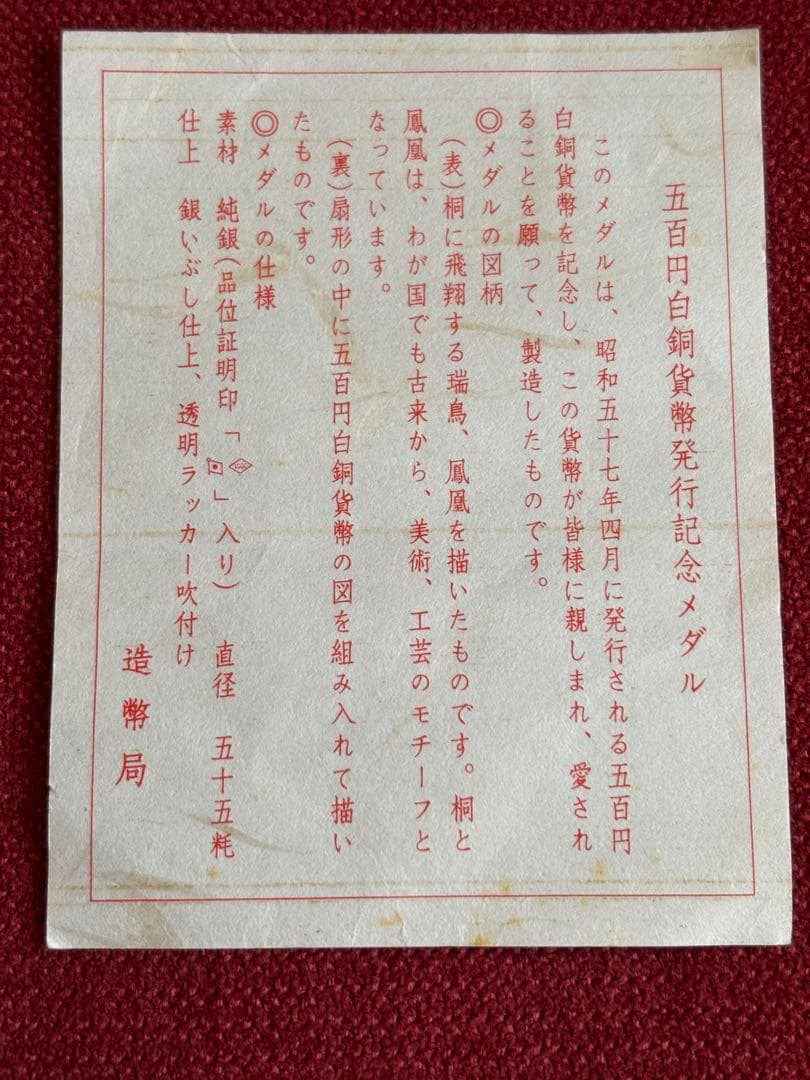 五百円白銅貨幣発行記念メダル
このメダルは、昭和五十七年四月に発行される五百円
白銅貨幣を記念し、この貨幣が皆様に親しまれ、愛され
ることを願って、製造したものです。
◎メダルの図柄
(表)桐に飛翔する瑞鳥、鳳凰を描いたものです。桐と
鳳凰は、わが国でも古来から、美術、工芸のモチーフと
なっています。
(裏)扇形の中に五百円白銅貨幣の図を組み入れて描い
たものです。
◎メダルの仕様
素材 純銀(品位証明印「」入り) 直径 五十五粍
仕上 銀いぶし仕上、透明ラッカー吹付け
造幣局